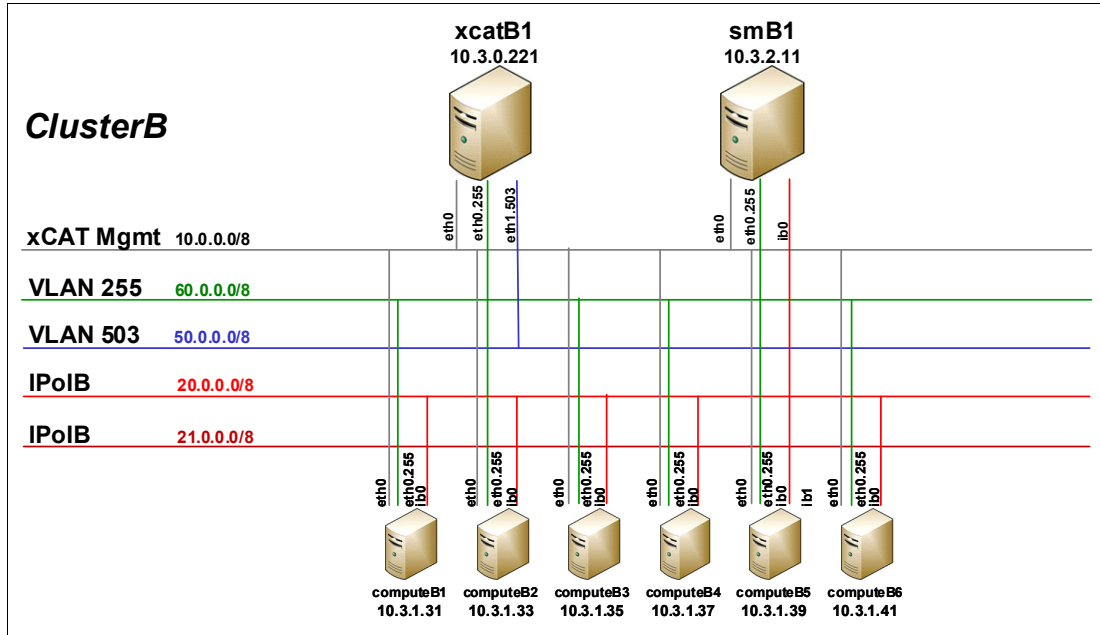 xcatB1
10.3.0.221
smB1
10.3.2.11
ClusterB
eth0
eth0.255
eth1.503
eth0
eth0.255
ib0
xCAT Mgmt 10.0.0.0/8
VLAN 255 60.0.0.0/8
VLAN 503 50.0.0.0/8
IPoIB 20.0.0.0/8
IPoIB 21.0.0.0/8
eth0
eth0.255
ib0
eth0
eth0.255
ib0
eth0
eth0.255
ib0
eth0
eth0.255
ib0
eth0
eth0.255
ib0
ib1
eth0
eth0.255
ib0
computeB1
10.3.1.31
computeB2
10.3.1.33
computeB3
10.3.1.35
computeB4
10.3.1.37
computeB5
10.3.1.39
computeB6
10.3.1.41